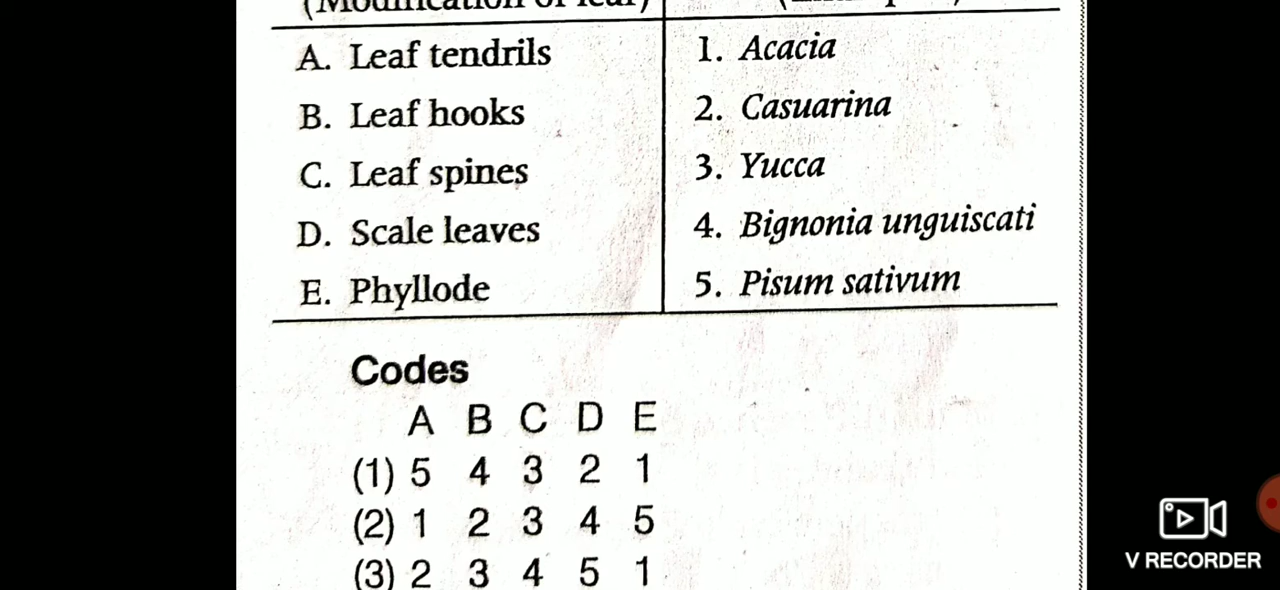 A. Leaf tendrils 1. Acacia
B. Leaf hooks 2. Casuarina
C. Leaf spines 3. Yucca
D. Scale leaves 4. Bignonia unguiscati
E. Phyllode 5. Pisum sativum
Codes
A B C D E
(1) 5 4 3 2 1
(2) 1 2 3 4 5
(3) 2 3 4 5 1
V RECORDER